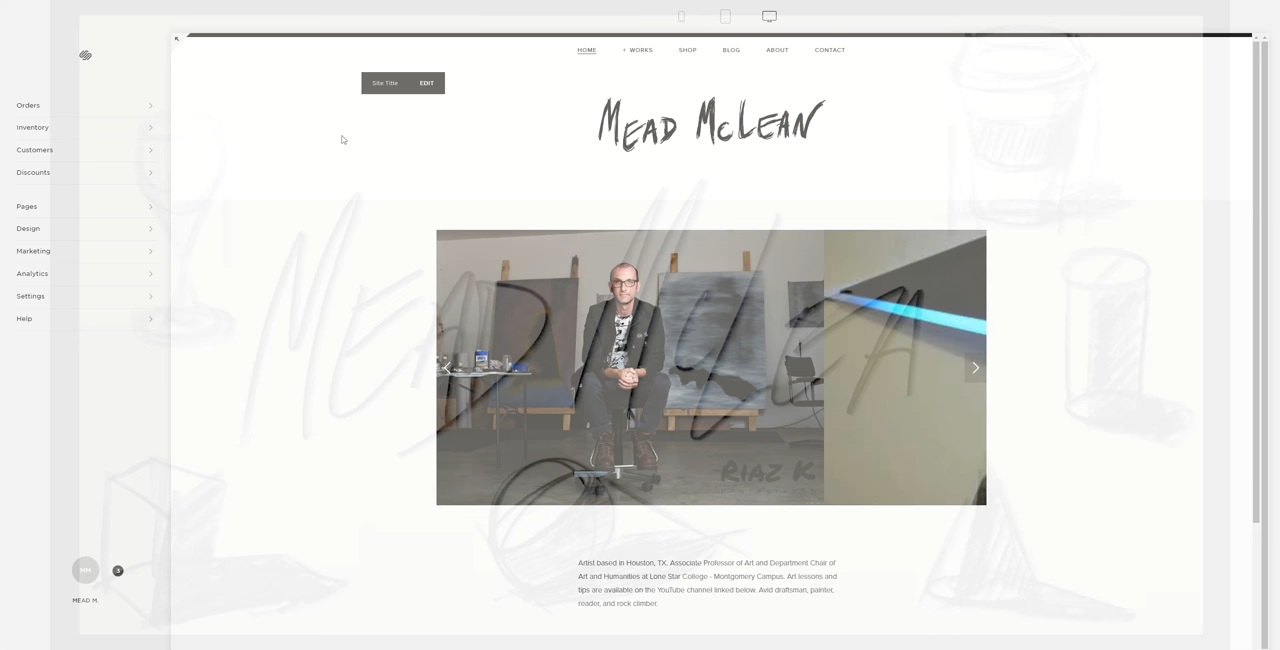 HOME + WORKS SHOP BLOG ABOUT CONTACT
Site Title EDIT
MEAD MCLEAN
Orders
Inventory
Customers
Discounts
Pages
Design
Marketing
Analytics
Settings
Help
RIAZ K
MM
MEAD M.
Artist based in Houston, TX. Associate Professor of Art and Department Chair of
Art and Humanities at Lone Star College - Montgomery Campus. Art lessons and
tips are available on the YouTube channel linked below. Avid draftsman, painter,
reader, and rock climber.